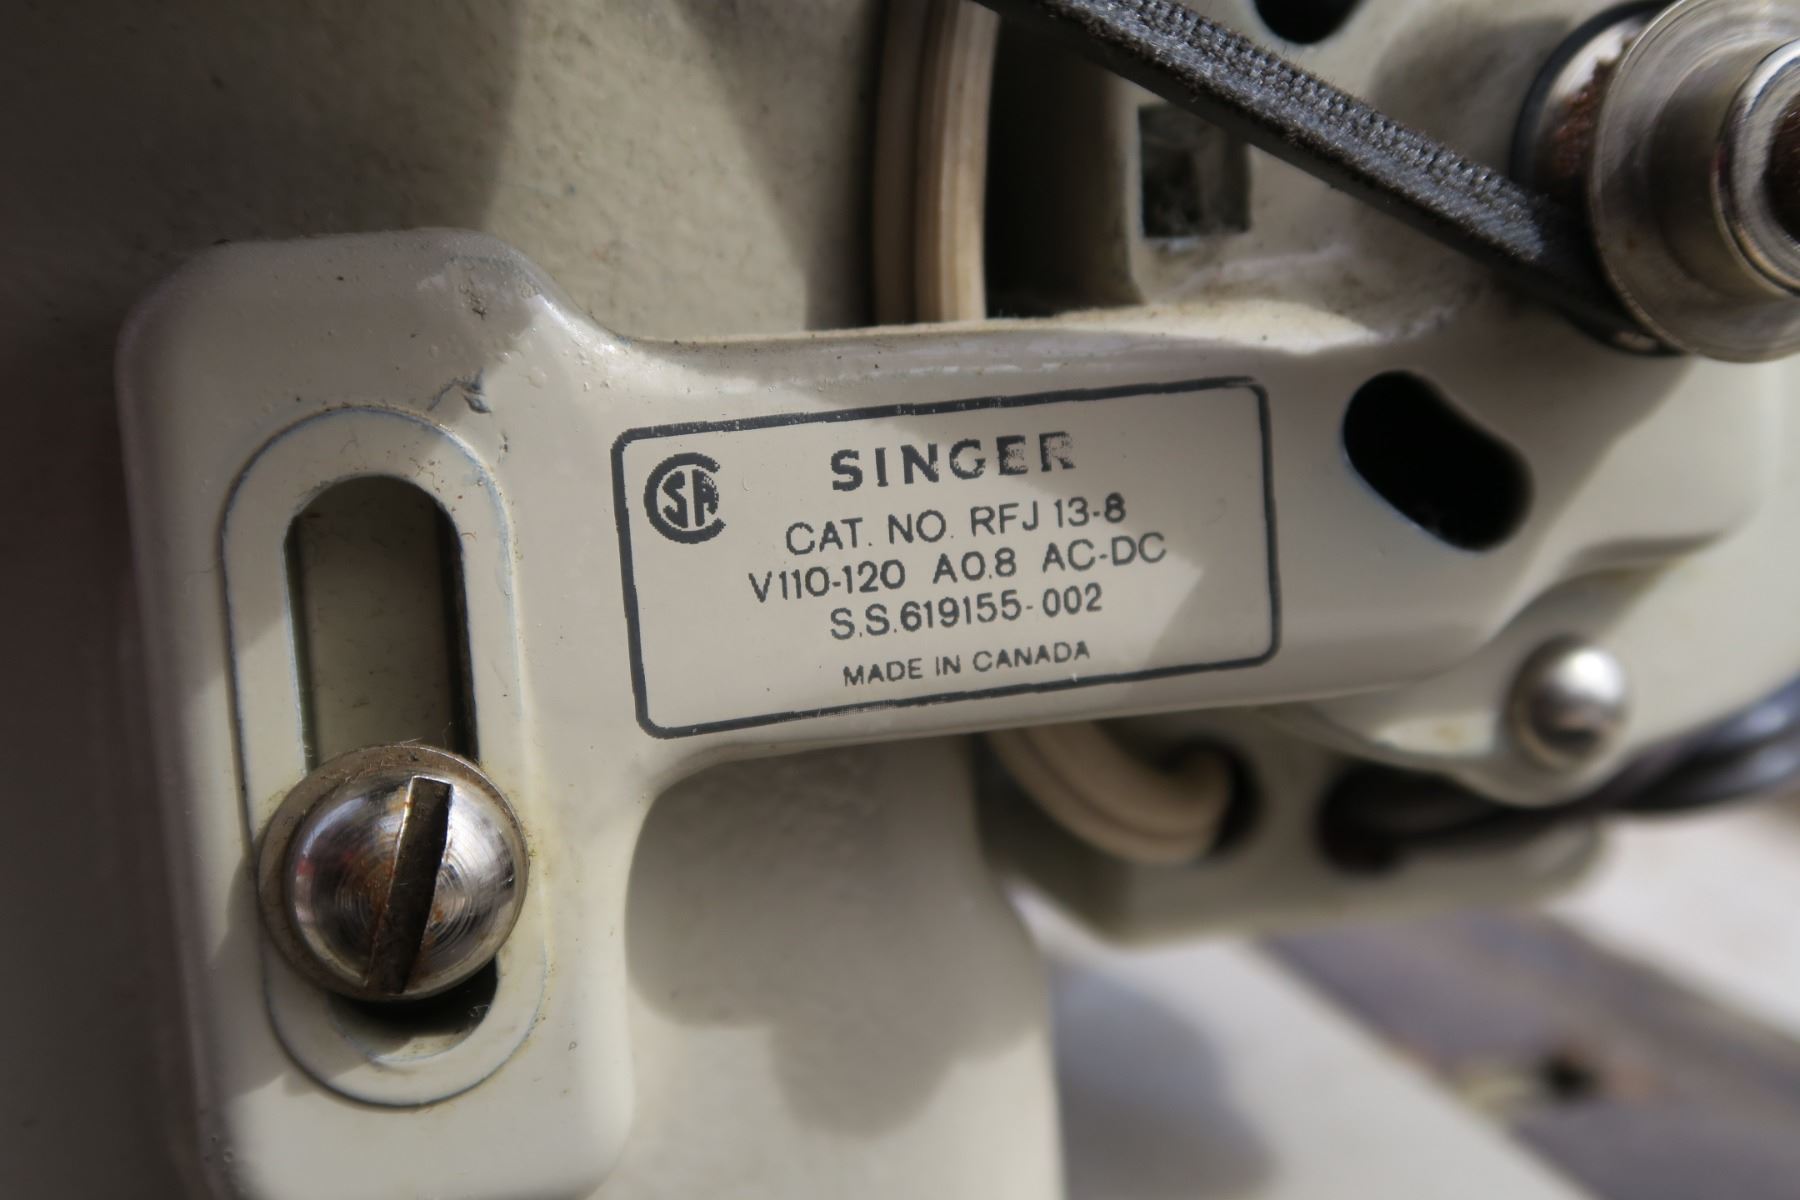 SINGER
CSA
CAT. NO. RFJ 13-8
V110-120 A0.8 AC-DC
S.S.619155-002
MADE IN CANADA